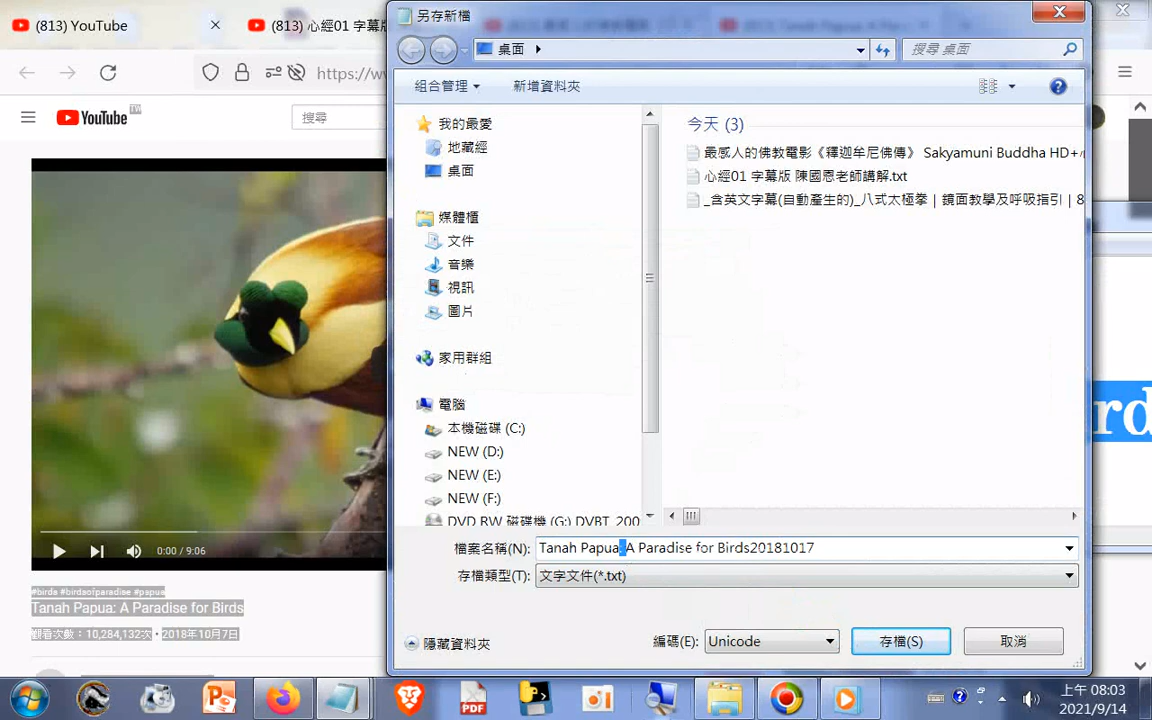 (813) YouTube
(813) 心經01 字幕版
https://ww
YouTube TW
搜尋
0:00 / 9:06
#birds #birdsofparadise #papua
Tanah Papua: A Paradise for Birds
觀看次數：10,284,132次 • 2018年10月7日
另存新檔
桌面
搜尋 桌面
組合管理
新增資料夾
我的最愛
地藏經
桌面
媒體櫃
文件
音樂
視訊
圖片
家用群組
電腦
本機磁碟 (C:)
NEW (D:)
NEW (E:)
NEW (F:)
DVD RW 磁碟機 (G:) DVBT_200
今天 (3)
最感人的佛教電影《釋迦牟尼佛傳》 Sakyamuni Buddha HD+
心經01 字幕版 陳國恩老師講解.txt
_含英文字幕(自動產生的)_八式太極拳 | 鏡面教學及呼吸指引 | 8
檔案名稱(N):
Tanah Papua: A Paradise for Birds20181017
存檔類型(T):
文字文件(*.txt)
隱藏資料夾
編碼(E):
Unicode
存檔(S)
取消
rd
PDF
上午 08:03
2021/9/14